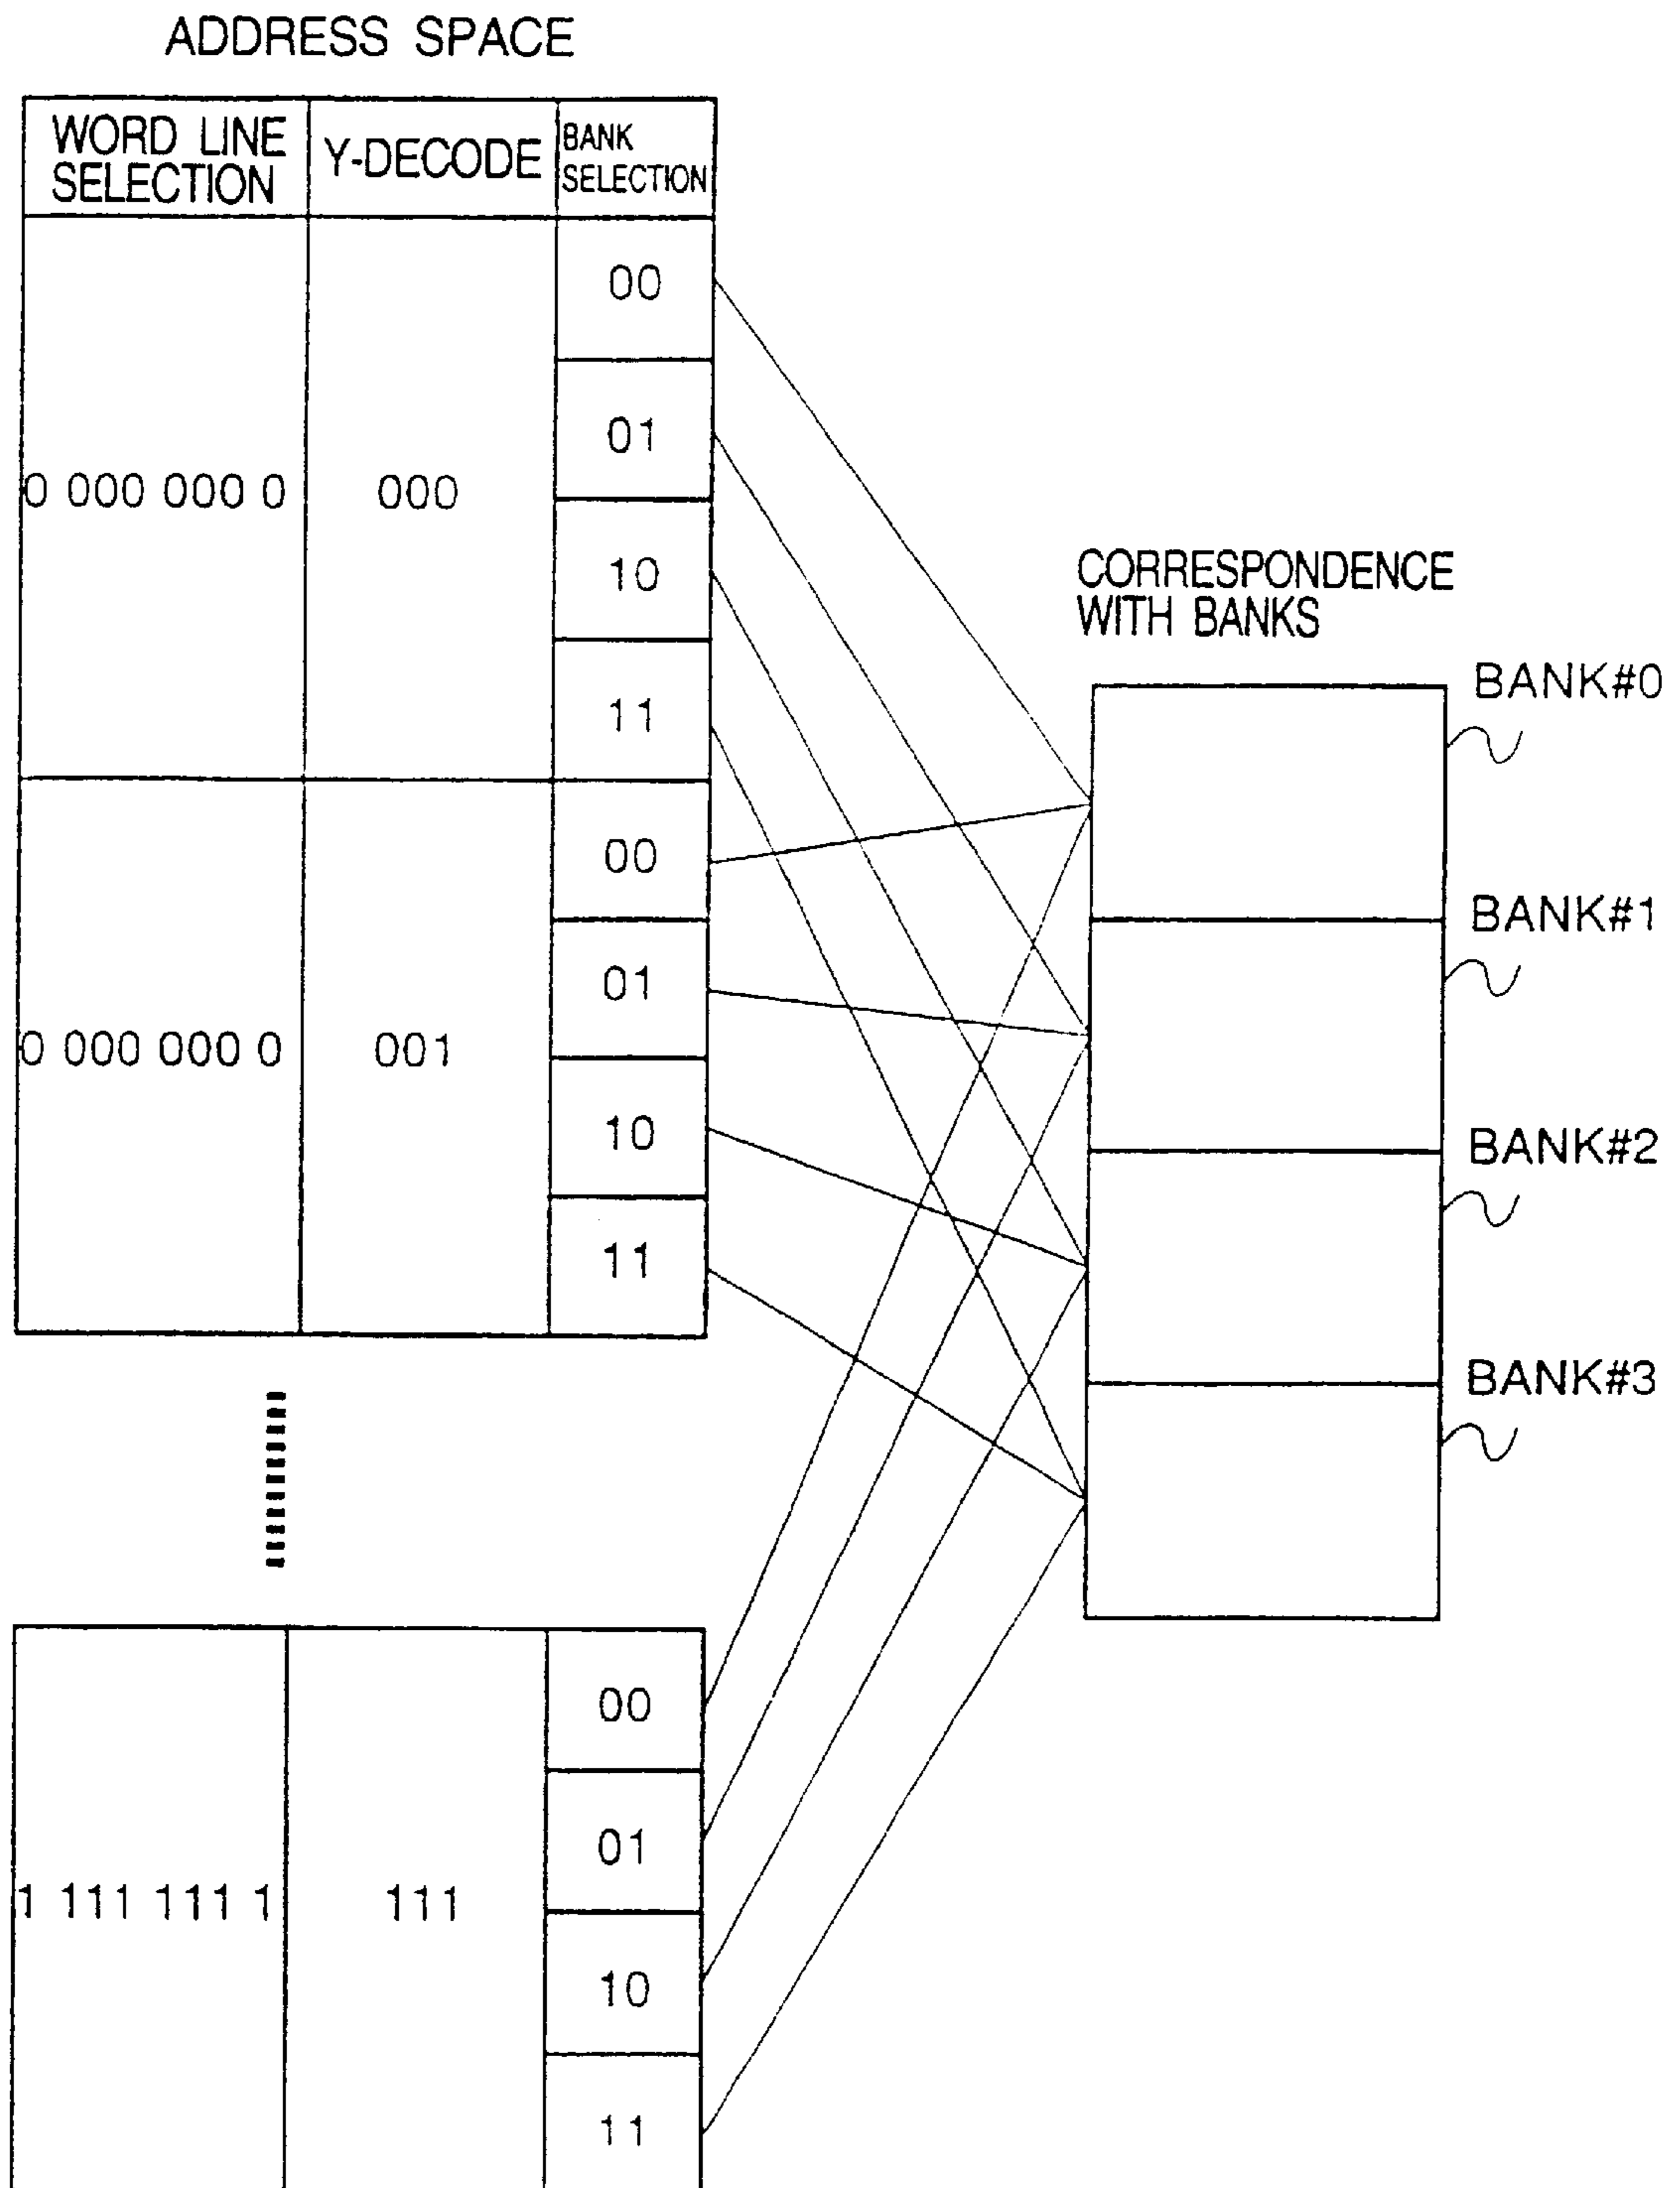 ADDRESS SPACE
WORD LINE
SELECTION
Y-DECODE
BANK
SELECTION
00
01
0 000 000 0
000
10
11
00
01
0 000 000 0
001
10
11
CORRESPONDENCE
WITH BANKS
BANK#0
BANK#1
BANK#2
BANK#3
00
01
1 111 111 1
111
10
11